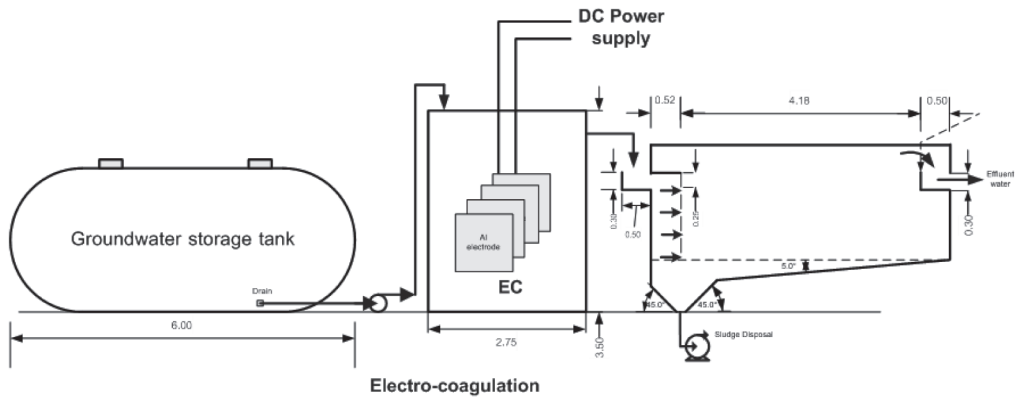 DC Power
supply
0.52
4.18
0.50
Groundwater storage tank
Al
electrode
EC
Drain
0.30
0.50
0.25
Effluent
water
0.30
5.0°
45.0°
45.0°
6.00
2.75
3.50
Sludge Disposal
Electro-coagulation